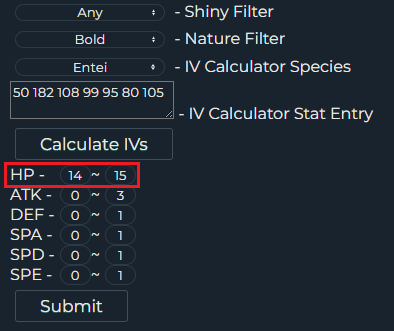 Any - Shiny Filter
Bold - Nature Filter
Entei - IV Calculator Species
50 182 108 99 95 80 105 - IV Calculator Stat Entry
Calculate IVs
HP - 14 ~ 15
ATK - 0 ~ 3
DEF - 0 ~ 1
SPA - 0 ~ 1
SPD - 0 ~ 1
SPE - 0 ~ 1
Submit